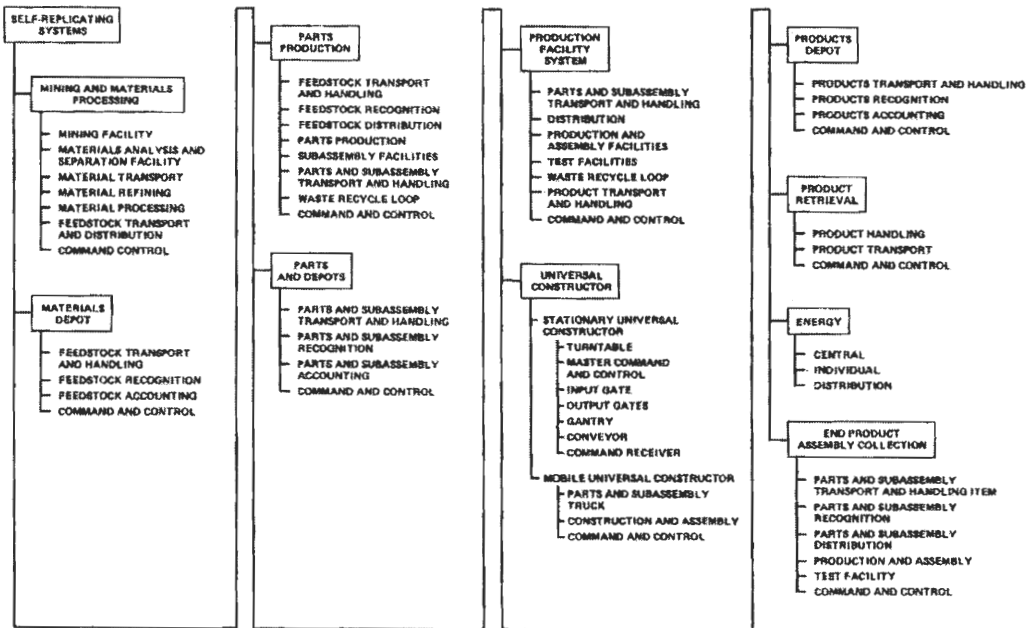 SELF-REPLICATING
SYSTEMS
MINING AND MATERIALS
PROCESSING
MINING FACILITY
MATERIALS ANALYSIS AND
SEPARATION FACILITY
MATERIAL TRANSPORT
MATERIAL REFINING
MATERIAL PROCESSING
FEEDSTOCK TRANSPORT
AND DISTRIBUTION
COMMAND CONTROL
MATERIALS
DEPOT
FEEDSTOCK TRANSPORT
AND HANDLING
FEEDSTOCK RECOGNITION
FEEDSTOCK ACCOUNTING
COMMAND AND CONTROL
PARTS
PRODUCTION
FEEDSTOCK TRANSPORT
AND HANDLING
FEEDSTOCK RECOGNITION
FEEDSTOCK DISTRIBUTION
PARTS PRODUCTION
SUBASSEMBLY FACILITIES
PARTS AND SUBASSEMBLY
TRANSPORT AND HANDLING
WASTE RECYCLE LOOP
COMMAND AND CONTROL
PARTS
AND DEPOTS
PARTS AND SUBASSEMBLY
TRANSPORT AND HANDLING
PARTS AND SUBASSEMBLY
RECOGNITION
PARTS AND SUBASSEMBLY
ACCOUNTING
COMMAND AND CONTROL
PRODUCTION
FACILITY
SYSTEM
PARTS AND SUBASSEMBLY
TRANSPORT AND HANDLING
DISTRIBUTION
PRODUCTION AND
ASSEMBLY FACILITIES
TEST FACILITIES
WASTE RECYCLE LOOP
PRODUCT TRANSPORT
AND HANDLING
COMMAND AND CONTROL
UNIVERSAL
CONSTRUCTOR
STATIONARY UNIVERSAL
CONSTRUCTOR
TURNTABLE
MASTER COMMAND
AND CONTROL
INPUT GATE
OUTPUT GATES
GANTRY
CONVEYOR
COMMAND RECEIVER
MOBILE UNIVERSAL CONSTRUCTOR
PARTS AND SUBASSEMBLY
TRUCK
CONSTRUCTION AND ASSEMBLY
COMMAND AND CONTROL
PRODUCTS
DEPOT
PRODUCTS TRANSPORT AND HANDLING
PRODUCTS RECOGNITION
PRODUCTS ACCOUNTING
COMMAND AND CONTROL
PRODUCT
RETRIEVAL
PRODUCT HANDLING
PRODUCT TRANSPORT
COMMAND AND CONTROL
ENERGY
CENTRAL
INDIVIDUAL
DISTRIBUTION
END PRODUCT
ASSEMBLY COLLECTION
PARTS AND SUBASSEMBLY
TRANSPORT AND HANDLING ITEM
PARTS AND SUBASSEMBLY
RECOGNITION
PARTS AND SUBASSEMBLY
DISTRIBUTION
PRODUCTION AND ASSEMBLY
TEST FACILITY
COMMAND AND CONTROL